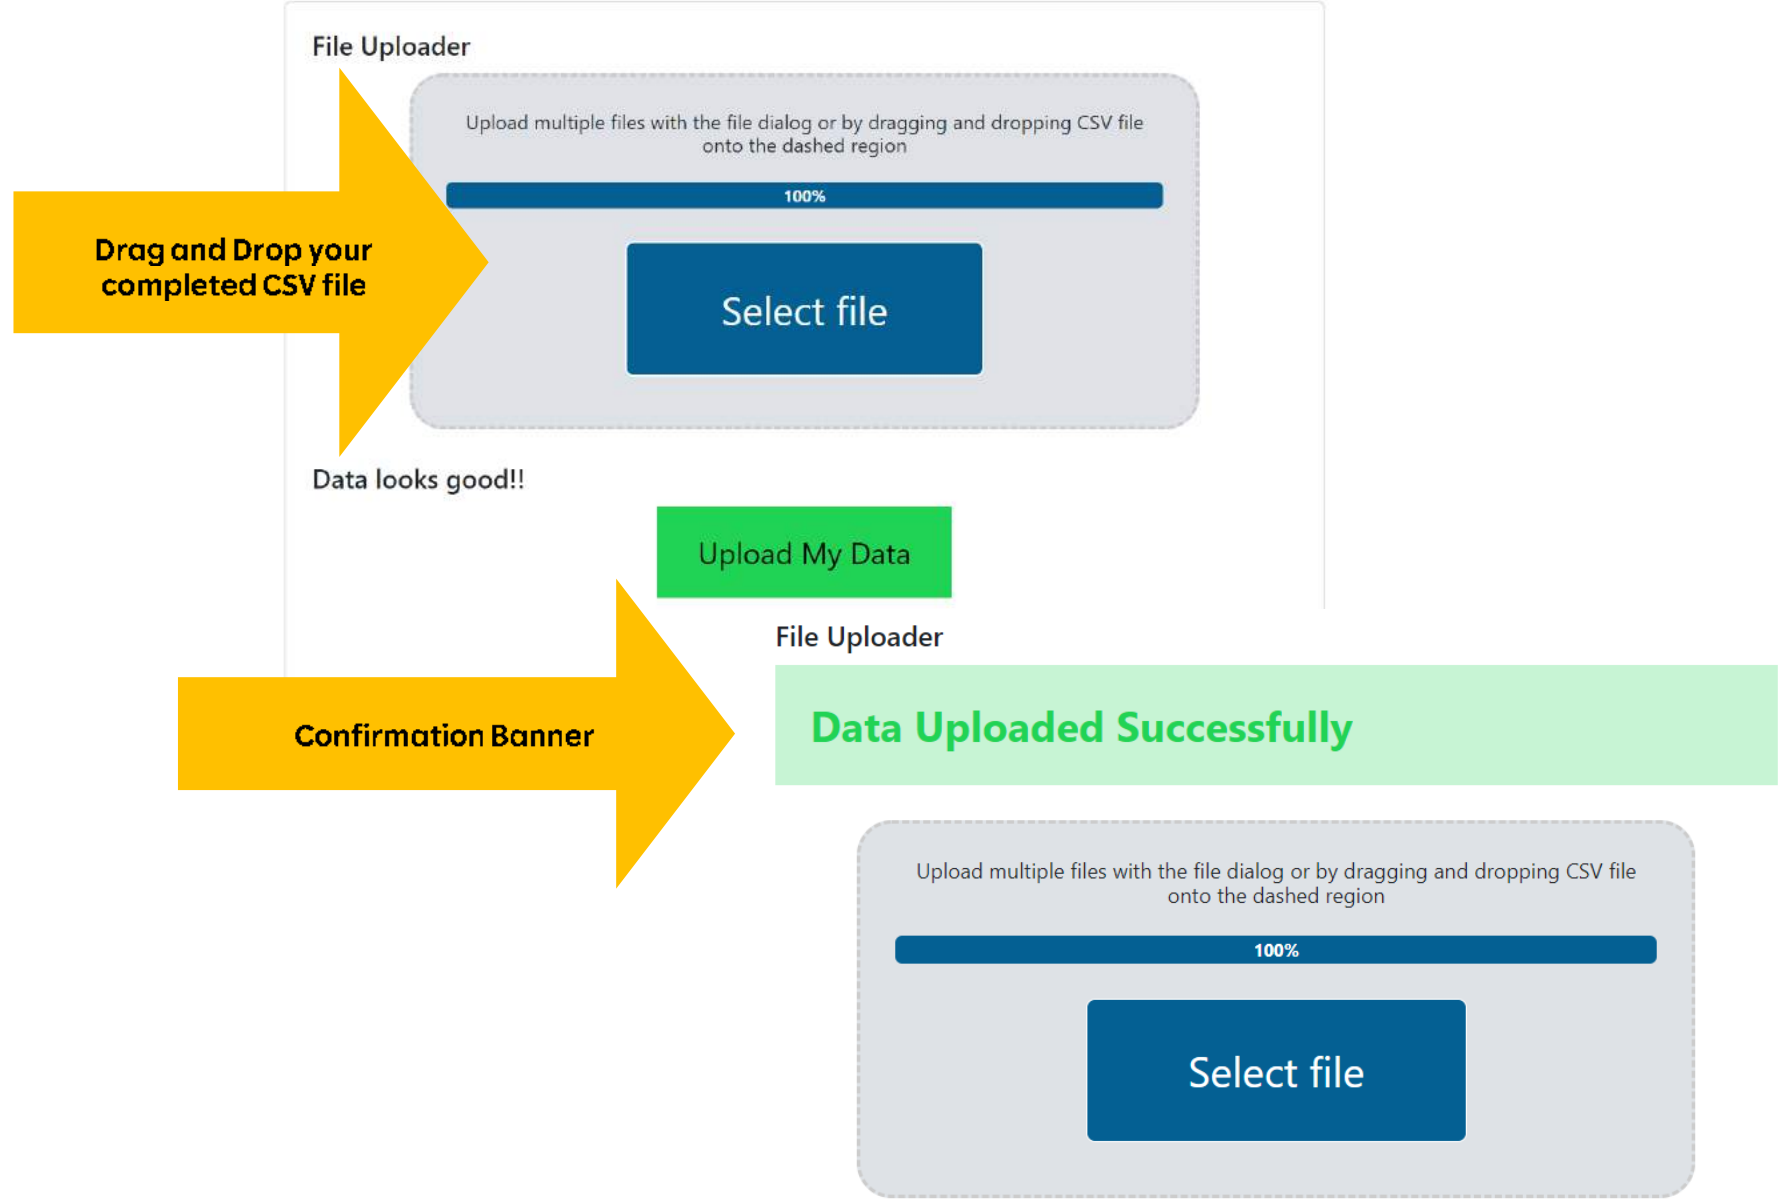 File Uploader
Upload multiple files with the file dialog or by dragging and dropping CSV file
onto the dashed region
100%
Drag and Drop your
completed CSV file
Select file
Data looks good!!
Upload My Data
File Uploader
Confirmation Banner
Data Uploaded Successfully
Upload multiple files with the file dialog or by dragging and dropping CSV file
onto the dashed region
100%
Select file